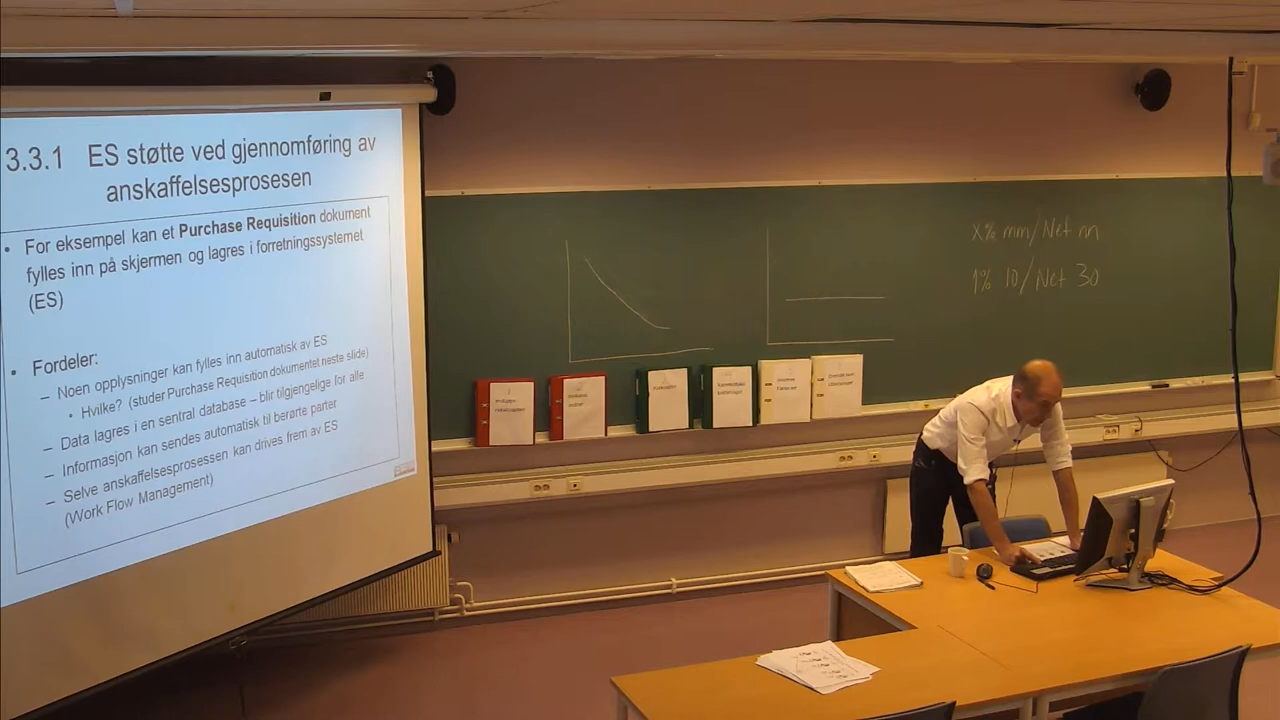 3.3.1 ES støtte ved gjennomføring av
anskaffelsesprosesen
• For eksempel kan et Purchase Requisition dokument
fylles inn på skjermen og lagres i forretningssystemet
(ES)
• Fordeler:
– Noen opplysninger kan fylles inn automatisk av ES
• Hvilke? (studer Purchase Requisition dokumentet neste slide)
– Data lagres i en sentral database – blir tilgjengelige for alle
– Informasjon kan sendes automatisk til berørte parter
– Selve anskaffelsesprosessen kan drives frem av ES
(Work Flow Management)
X% mm/Net nn
1% 10/Net 30